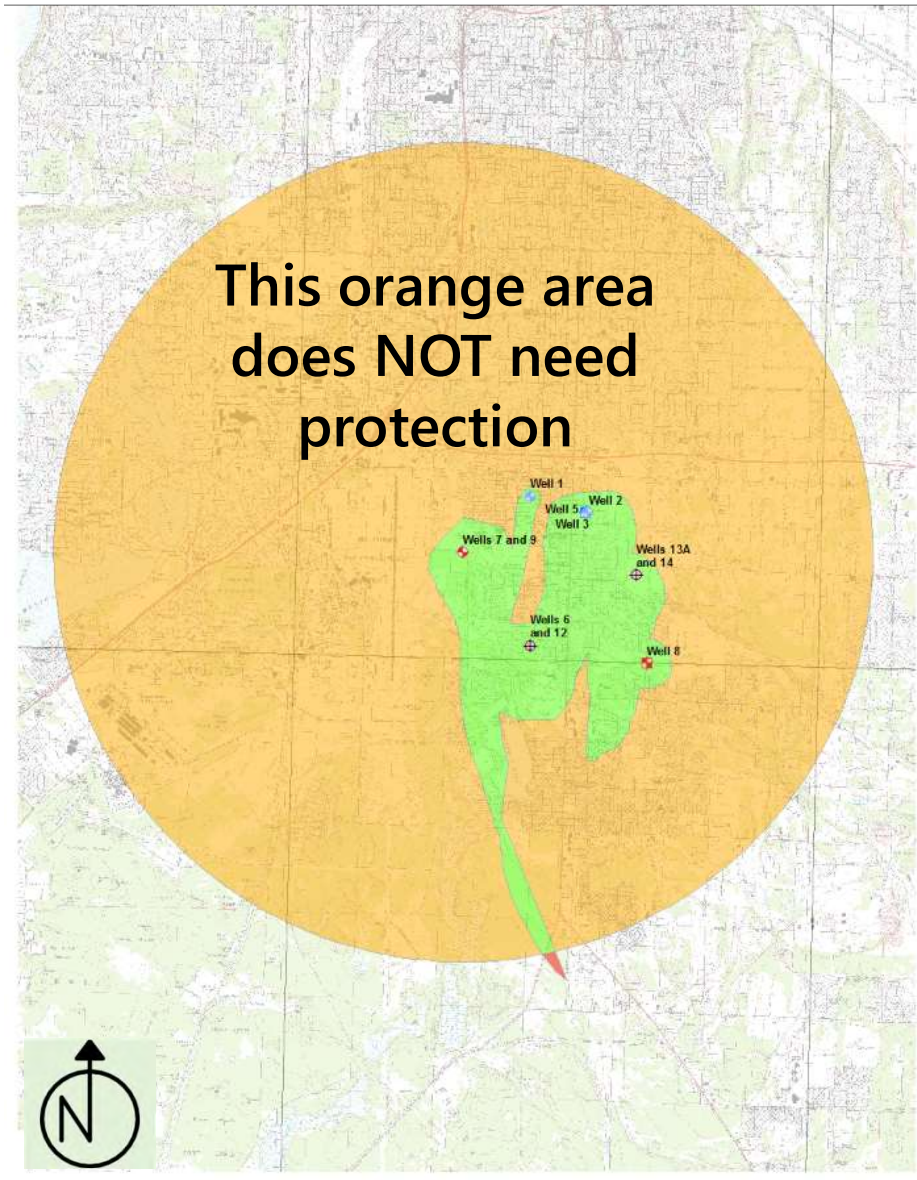 This orange area
does NOT need
protection
Well 1
Well 2
Well 5
Well 3
Wells 7 and 9
Wells 13A
and 14
Wells 6
and 12
Well 8
N